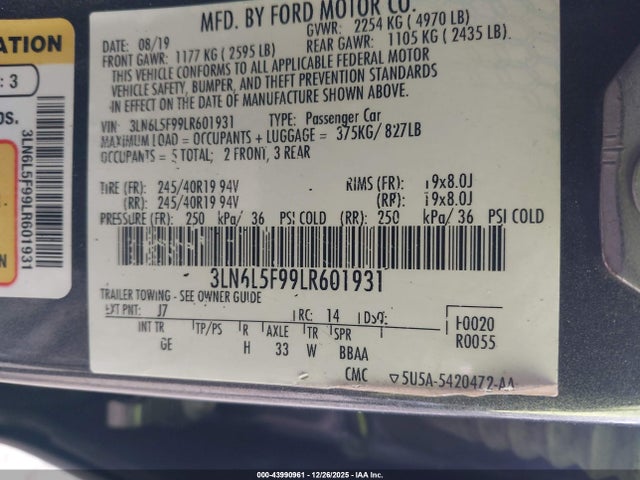 MFD. BY FORD MOTOR CO.
DATE: 08/19
GVWR: 2254 KG ( 4970 LB)
FRONT GAWR: 1177 KG ( 2595 LB)
REAR GAWR: 1105 KG ( 2435 LB)
THIS VEHICLE CONFORMS TO ALL APPLICABLE FEDERAL MOTOR
VEHICLE SAFETY, BUMPER, AND THEFT PREVENTION STANDARDS
IN EFFECT ON THE DATE OF MANUFACTURE SHOWN ABOVE.
VIN: 3LN6L5F99LR601931 TYPE: Passenger Car
MAXIMUM LOAD = OCCUPANTS + LUGGAGE = 375KG/ 827LB
OCCUPANTS = 5 TOTAL; 2 FRONT, 3 REAR
TIRE (FR): 245/40R19 94V RIMS (FR): 19x8.0J
(RR): 245/40R19 94V (RR): 19x8.0J
PRESSURE (FR): 250 kPa/ 36 PSI COLD (RR): 250 kPa/ 36 PSI COLD
3LN6L5F99LR601931
TRAILER TOWING - SEE OWNER GUIDE
EXT PNT: J7 RC: 14 DSO: F0020
INT TR TP/PS R AXLE TR SPR R0055
GE H 33 W BBAA
CMC ▽5U5A-5420472-AA
ATION
: 3
OS.
3LN6L5F99LR601931
000-43990961 - 12/26/2025 - IAA, Inc.